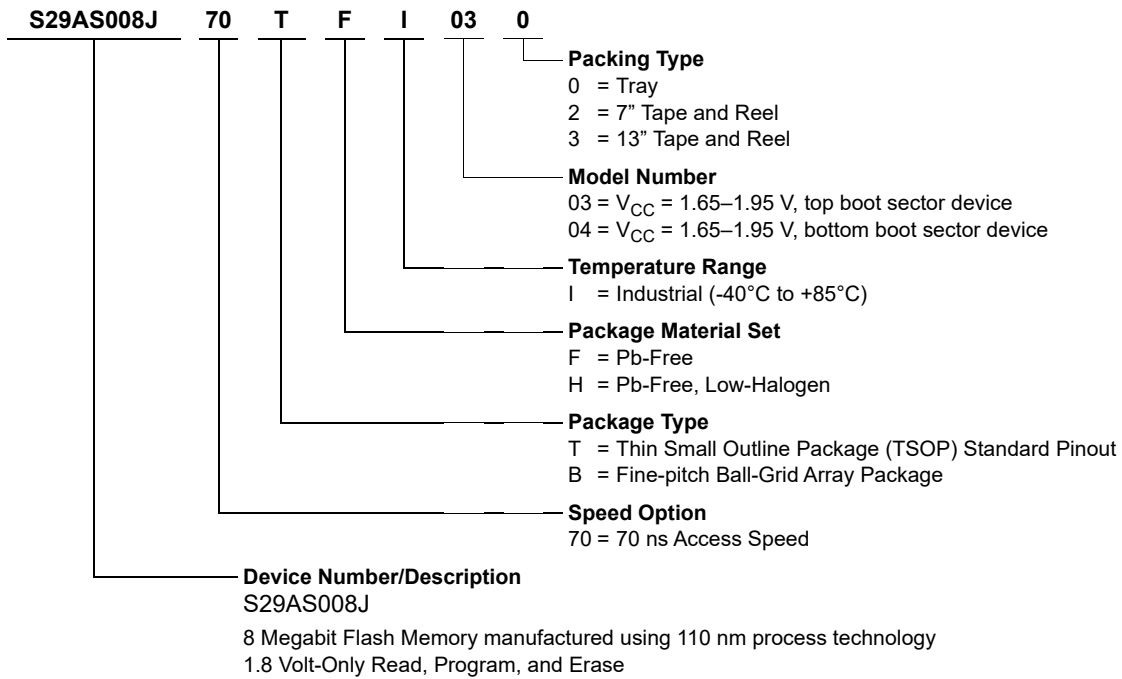 S29AS008J 70 T F I 03 0
Packing Type
0 = Tray
2 = 7” Tape and Reel
3 = 13” Tape and Reel
Model Number
03 = VCC = 1.65–1.95 V, top boot sector device
04 = VCC = 1.65–1.95 V, bottom boot sector device
Temperature Range
I = Industrial (-40°C to +85°C)
Package Material Set
F = Pb-Free
H = Pb-Free, Low-Halogen
Package Type
T = Thin Small Outline Package (TSOP) Standard Pinout
B = Fine-pitch Ball-Grid Array Package
Speed Option
70 = 70 ns Access Speed
Device Number/Description
S29AS008J
8 Megabit Flash Memory manufactured using 110 nm process technology
1.8 Volt-Only Read, Program, and Erase